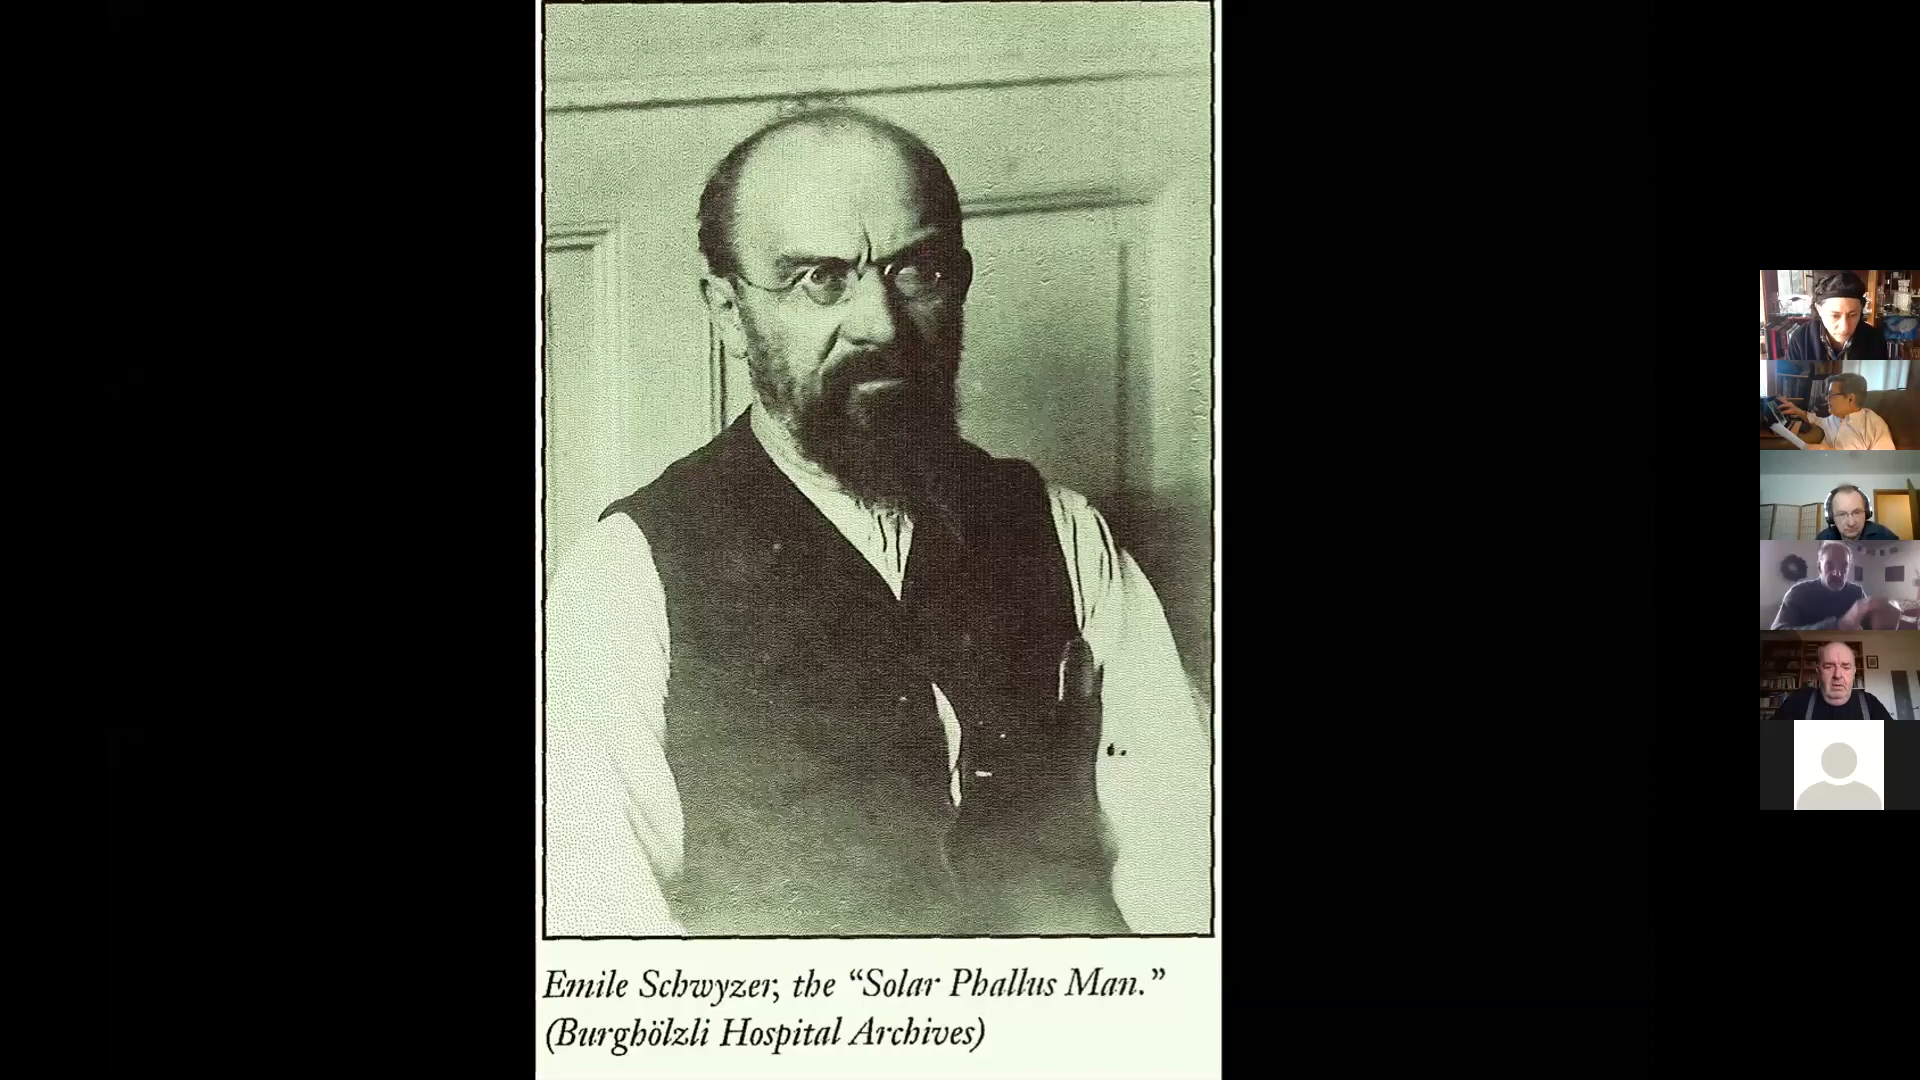 Emile Schwyzer, the “Solar Phallus Man.”
(Burghölzli Hospital Archives)